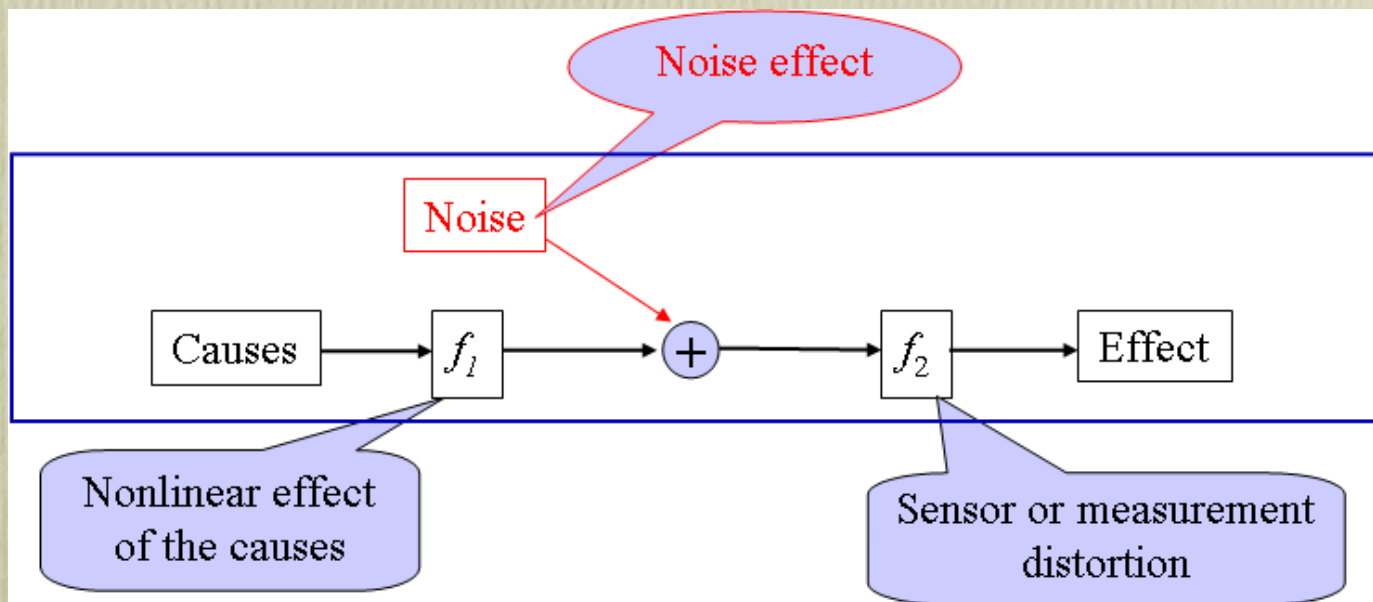 Noise effect
Noise
Causes
f1
+
f2
Effect
Nonlinear effect
of the causes
Sensor or measurement
distortion